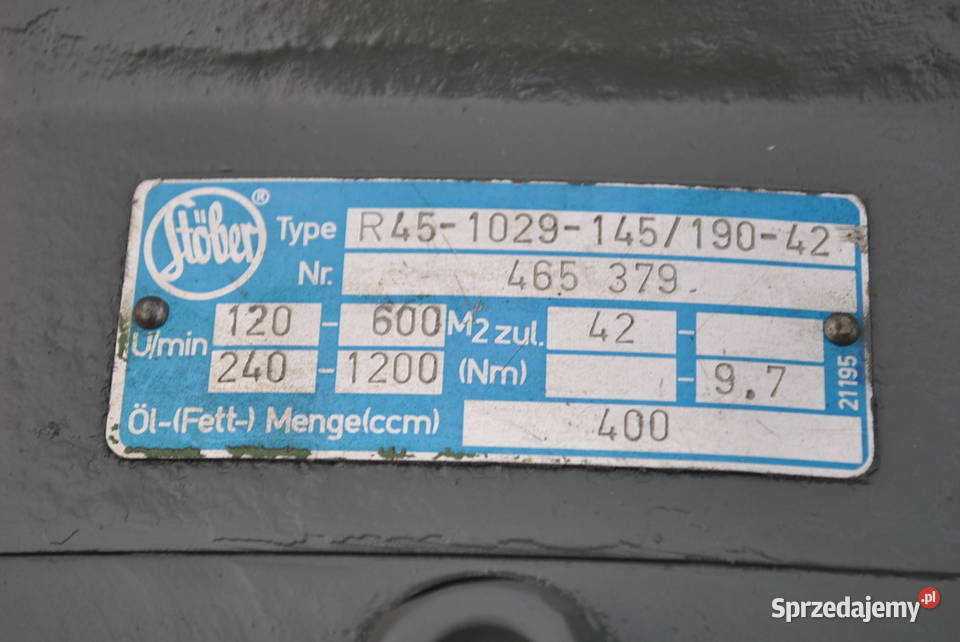 Stöber ® Type R45-1029-145/190-42
Nr. 465 379.
U/min 120 - 600 M2 zul. 42 -
240 - 1200 (Nm) - 9.7
Öl-(Fett-) Menge(ccm) 400
21195
Sprzedajemy.pl